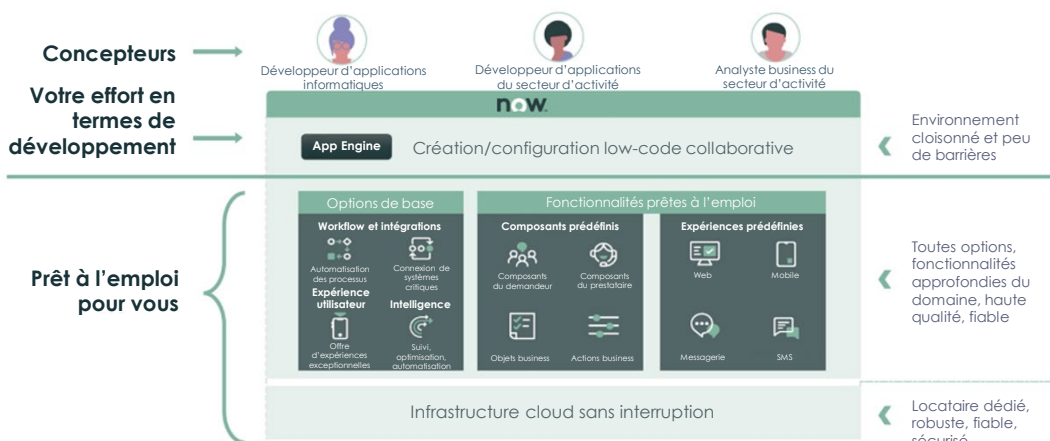 Concepteurs
Développeur d'applications
informatiques
Développeur d'applications
du secteur d'activité
Analyste business du
secteur d'activité
Votre effort en
termes de
développement
now.
App Engine
Création/configuration low-code collaborative
Environnement
cloisonné et peu
de barrières
Prêt à l'emploi
pour vous
Options de base
Workflow et intégrations
Automatisation
des processus
Connexion de
systèmes
critiques
Expérience
utilisateur
Intelligence
Offre
d'expériences
exceptionnelles
Suivi,
optimisation,
automatisation
Fonctionnalités prêtes à l'emploi
Composants prédéfinis
Composants
du demandeur
Composants
du prestataire
Objets business
Actions business
Expériences prédéfinies
Web
Mobile
Messagerie
SMS
Toutes options,
fonctionnalités
approfondies du
domaine, haute
qualité, fiable
Infrastructure cloud sans interruption
Locataire dédié,
robuste, fiable,
sécurisé